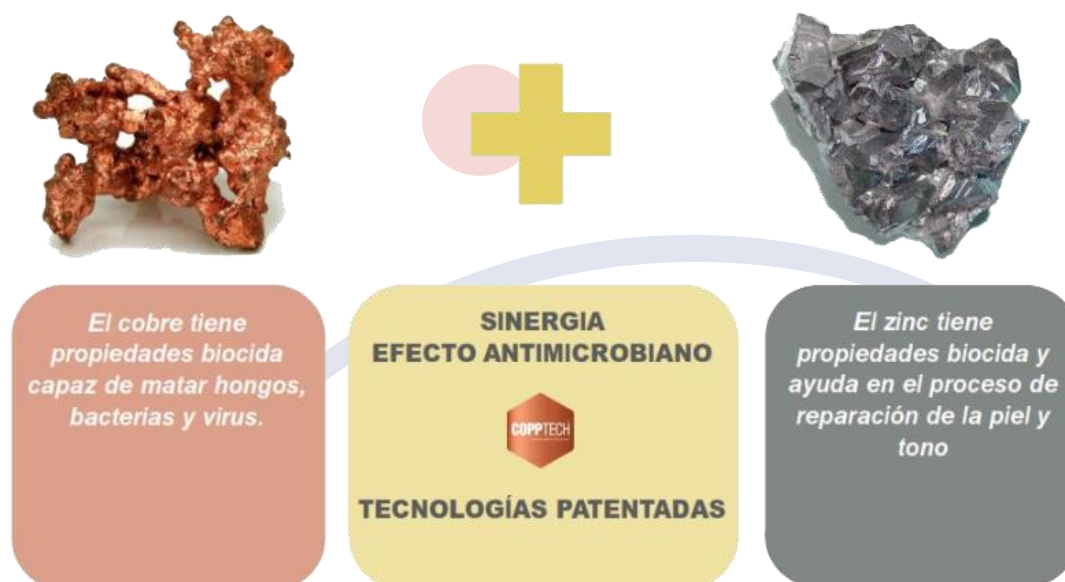 El cobre tiene
propiedades biocida
capaz de matar hongos,
bacterias y virus.
SINERGIA
EFECTO ANTIMICROBIANO
COPPTECH
TECNOLOGÍAS PATENTADAS
El zinc tiene
propiedades biocida y
ayuda en el proceso de
reparación de la piel y
tono